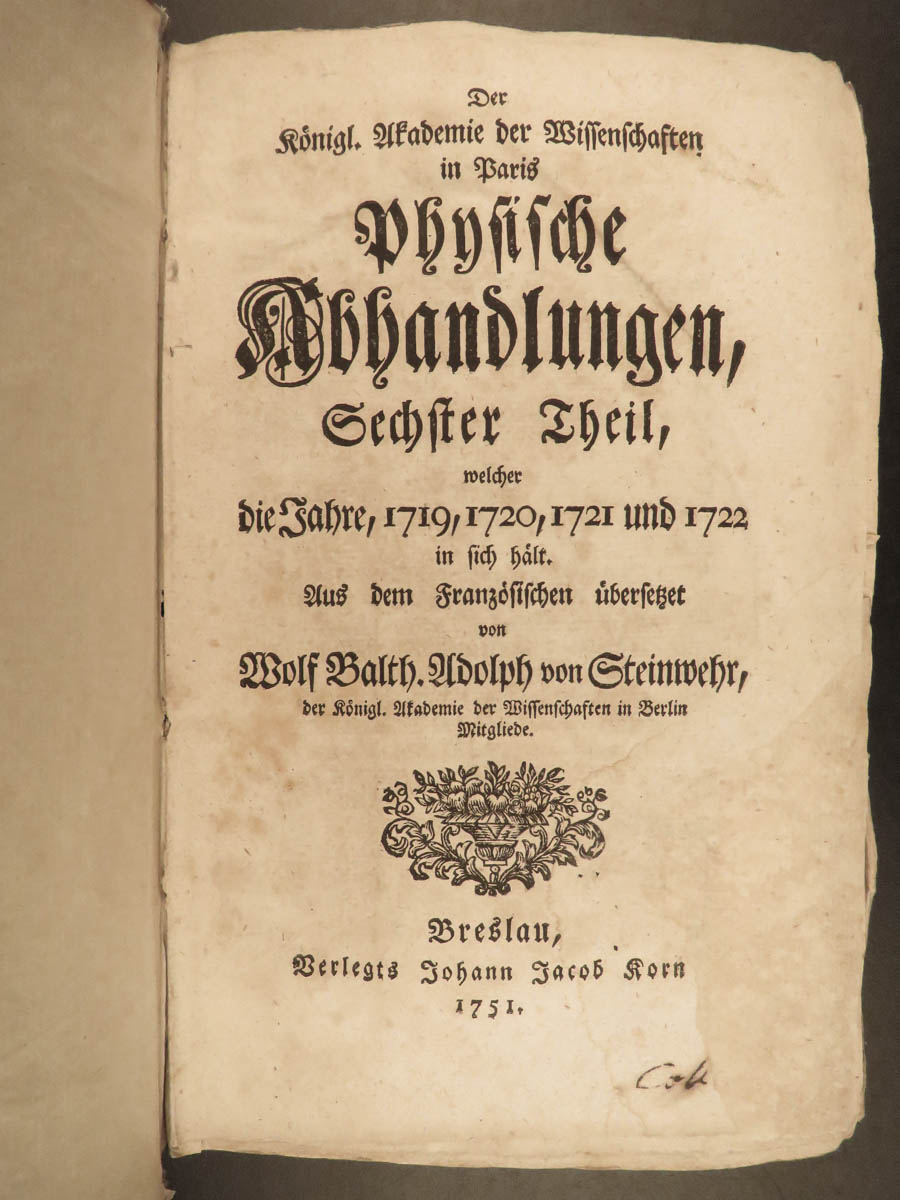 Der
Königl. Akademie der Wissenschaften
in Paris
Physische
Abhandlungen,
Sechster Theil,
welcher
die Jahre, 1719, 1720, 1721 und 1722
in sich hält.
Aus dem Französischen übersetzet
von
Wolf Balth. Adolph von Steinwehr,
der Königl. Akademie der Wissenschaften in Berlin
Mitgliede.
Breslau,
Verlegts Johann Jacob Korn
1751.